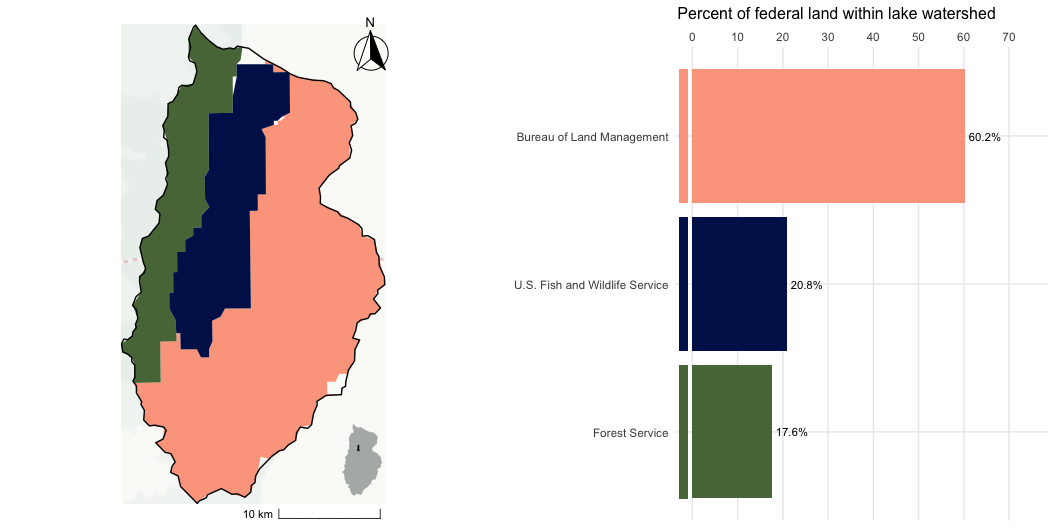 N
10 km
Percent of federal land within lake watershed
0 10 20 30 40 50 60 70
Bureau of Land Management
60.2%
U.S. Fish and Wildlife Service
20.8%
Forest Service
17.6%